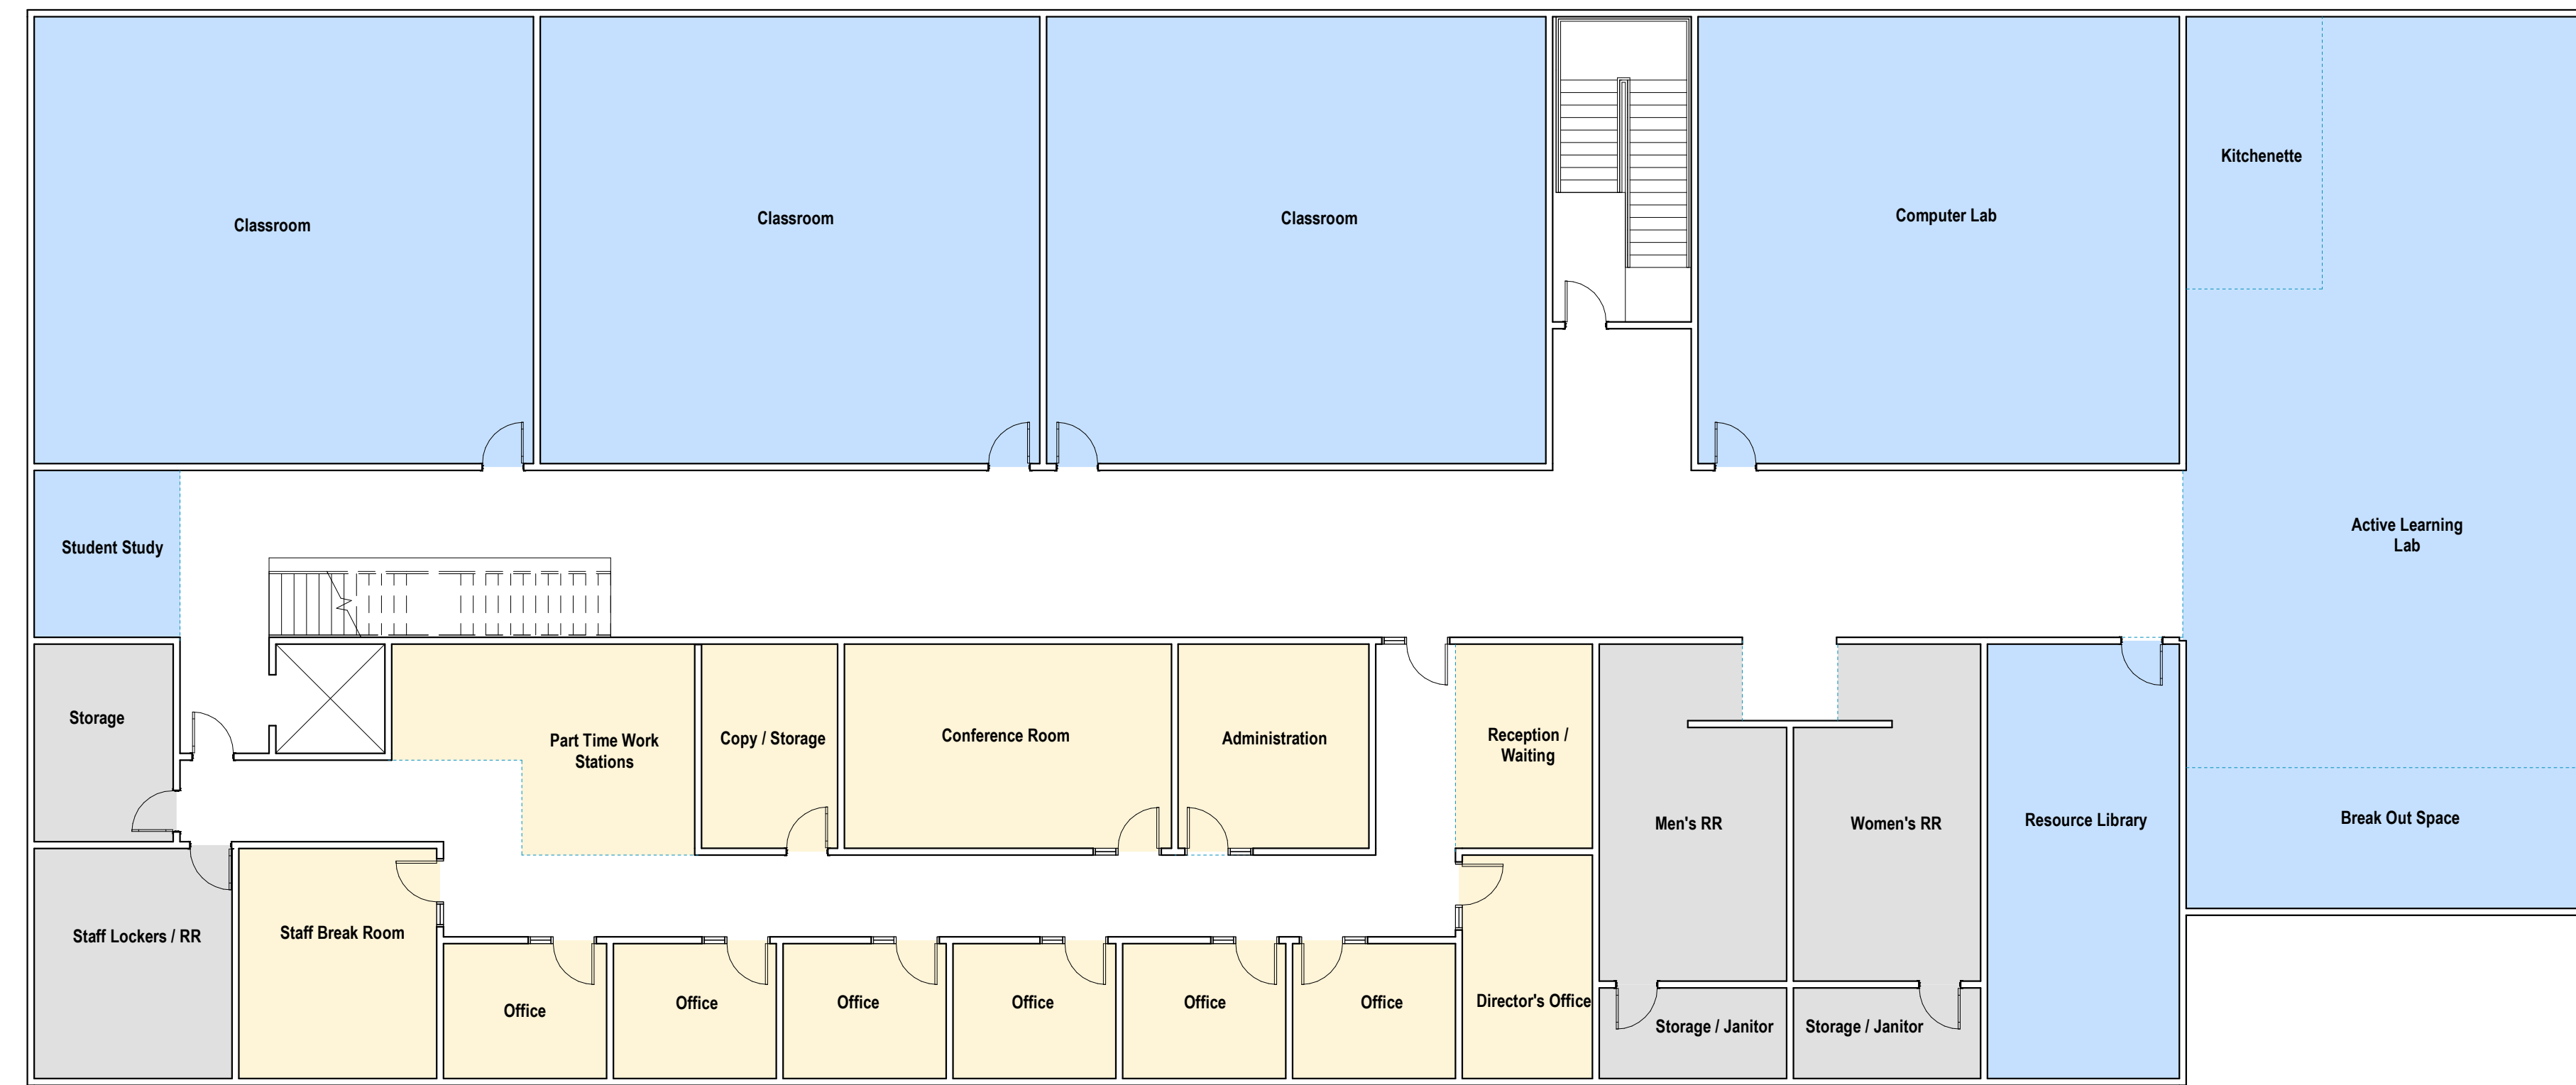 Classroom
Classroom
Classroom
Computer Lab
Kitchenette
Student Study
Active Learning
Lab
Storage
Part Time Work
Stations
Copy / Storage
Conference Room
Administration
Reception /
Waiting
Men's RR
Women's RR
Resource Library
Break Out Space
Staff Lockers / RR
Staff Break Room
Office
Office
Office
Office
Office
Office
Director's Office
Storage / Janitor
Storage / Janitor